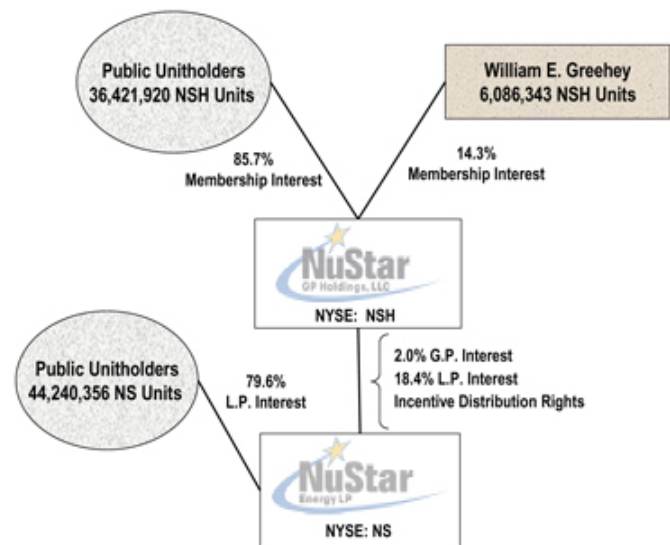 Public Unitholders
36,421,920 NSH Units
William E. Greehey
6,086,343 NSH Units
85.7%
Membership Interest
14.3%
Membership Interest
NuStar
GP Holdings, LLC
NYSE: NSH
Public Unitholders
44,240,356 NS Units
79.6%
L.P. Interest
2.0% G.P. Interest
18.4% L.P. Interest
Incentive Distribution Rights
NuStar
Energy LP
NYSE: NS